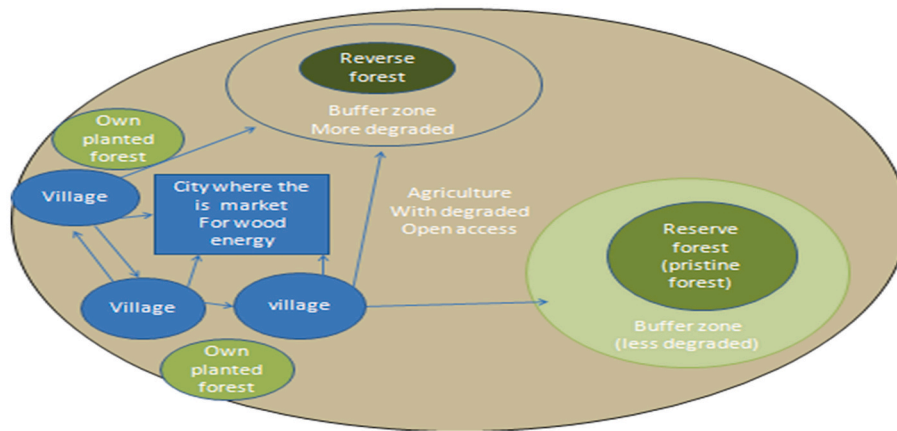 Reverse
forest
Buffer zone
More degraded
Own
planted
forest
Village
City where the
is market
For wood
energy
Agriculture
With degraded
Open access
Reserve
forest
(pristine
forest)
Buffer zone
(less degraded)
Village
village
Own
planted
forest